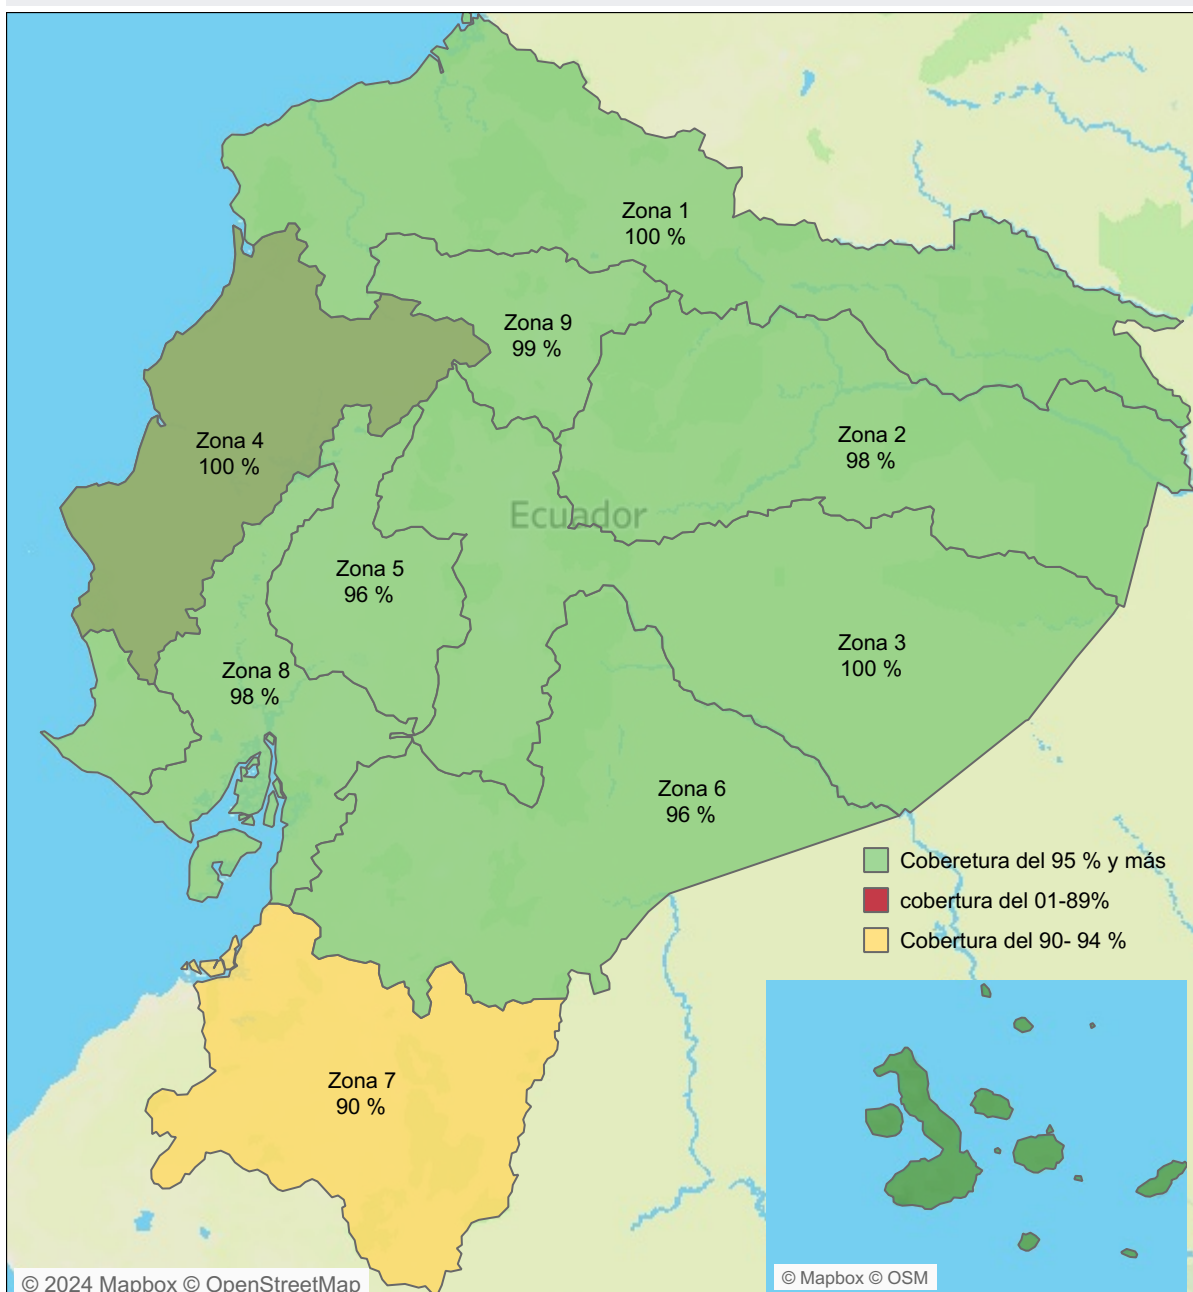 Zona 1
100 %
Zona 9
99 %
Zona 2
98 %
Zona 4
100 %
Ecuador
Zona 5
96 %
Zona 3
100 %
Zona 8
98 %
Zona 6
96 %
Coberetura del 95 % y más
cobertura del 01-89%
Cobertura del 90- 94 %
Zona 7
90 %
© 2024 Mapbox © OpenStreetMap
© Mapbox © OSM